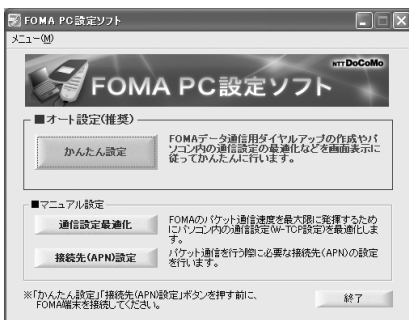 FOMA PC設定ソフト
メニュー(M)
NTT DoCoMo
FOMA PC設定ソフト
■オート設定(推奨)
かんたん設定
FOMAデータ通信用ダイヤルアップの作成やパ
ソコン内の通信設定の最適化などを画面表示に
従ってかんたんに行います。
■マニュアル設定
通信設定最適化
FOMAのパケット通信速度を最大限に発揮するため
にパソコン内の通信設定(W-TCP設定)を最適化しま
す。
接続先(APN)設定
パケット通信を行う際に必要な接続先(APN)の設定
を行います。
※「かんたん設定」「接続先(APN)設定」ボタンを押す前に、
FOMA端末を接続してください。
終了